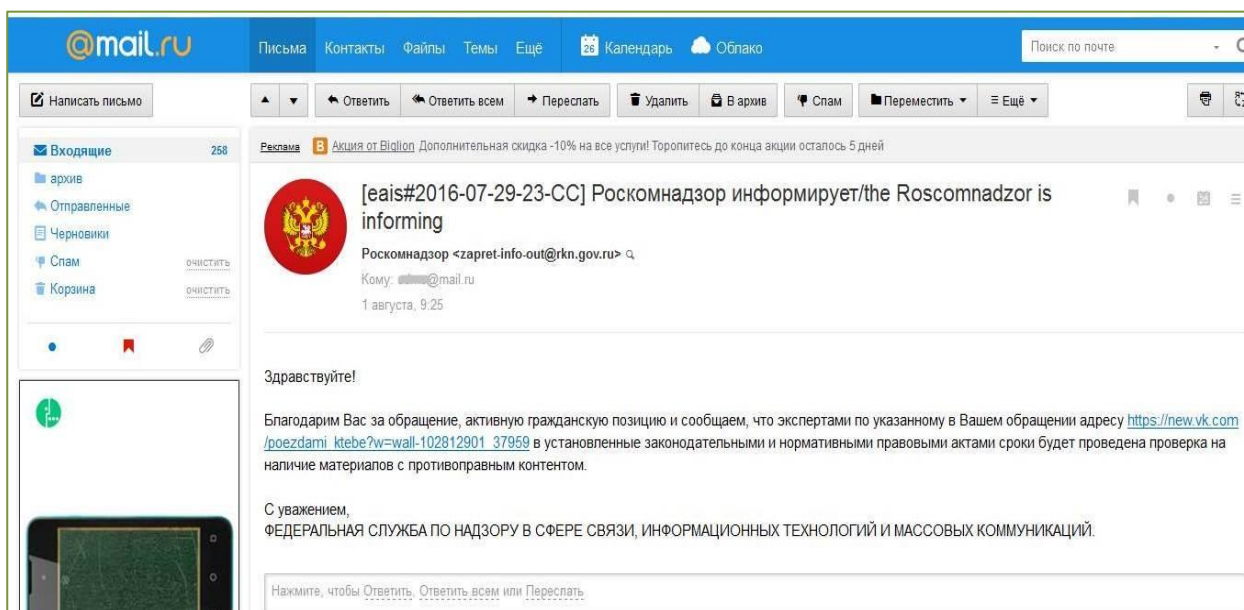 @mail.ru
Письма Контакты Файлы Темы Ещё 26 Календарь Облако Поиск по почте
Написать письмо Ответить Ответить всем Переслать Удалить В архив Спам Переместить Ещё
Входящие 258
архив
Отправленные
Черновики
Спам очистить
Корзина очистить
Реклама B Акция от Biglion Дополнительная скидка -10% на все услуги! Торопитесь до конца акции осталось 5 дней
[eais#2016-07-29-23-CC] Роскомнадзор информирует/the Roscomnadzor is
informing
Роскомнадзор <zapret-info-out@rkn.gov.ru>
Кому: @mail.ru
1 августа, 9:25
Здравствуйте!
Благодарим Вас за обращение, активную гражданскую позицию и сообщаем, что экспертами по указанному в Вашем обращении адресу https://new.vk.com
/poezdami_ktebe?w=wall-102812901_37959 в установленные законодательными и нормативными правовыми актами сроки будет проведена проверка на
наличие материалов с противоправным контентом.
С уважением,
ФЕДЕРАЛЬНАЯ СЛУЖБА ПО НАДЗОРУ В СФЕРЕ СВЯЗИ, ИНФОРМАЦИОННЫХ ТЕХНОЛОГИЙ И МАССОВЫХ КОММУНИКАЦИЙ.
Нажмите, чтобы Ответить, Ответить всем или Переслать